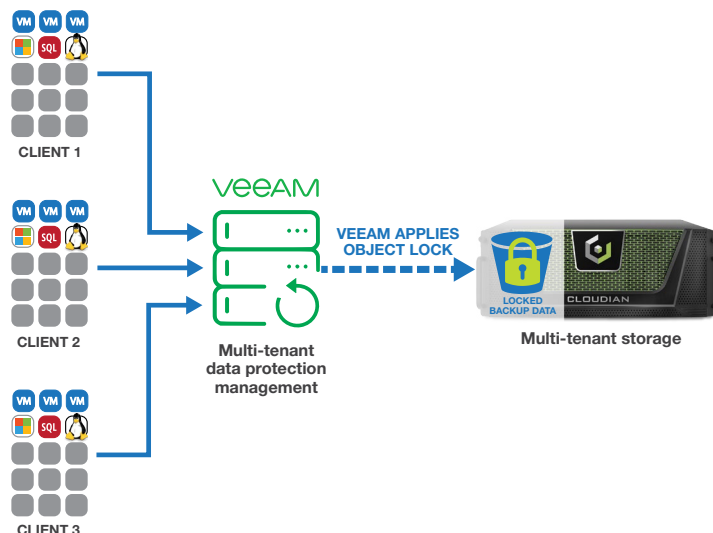 VM VM VM
SQL
CLIENT 1
VM VM VM
SQL
CLIENT 2
VM VM VM
SQL
CLIENT 3
veeAM
Multi-tenant
data protection
management
VEEAM APPLIES
OBJECT LOCK
LOCKED
BACKUP DATA
CLOUDIAN
Multi-tenant storage